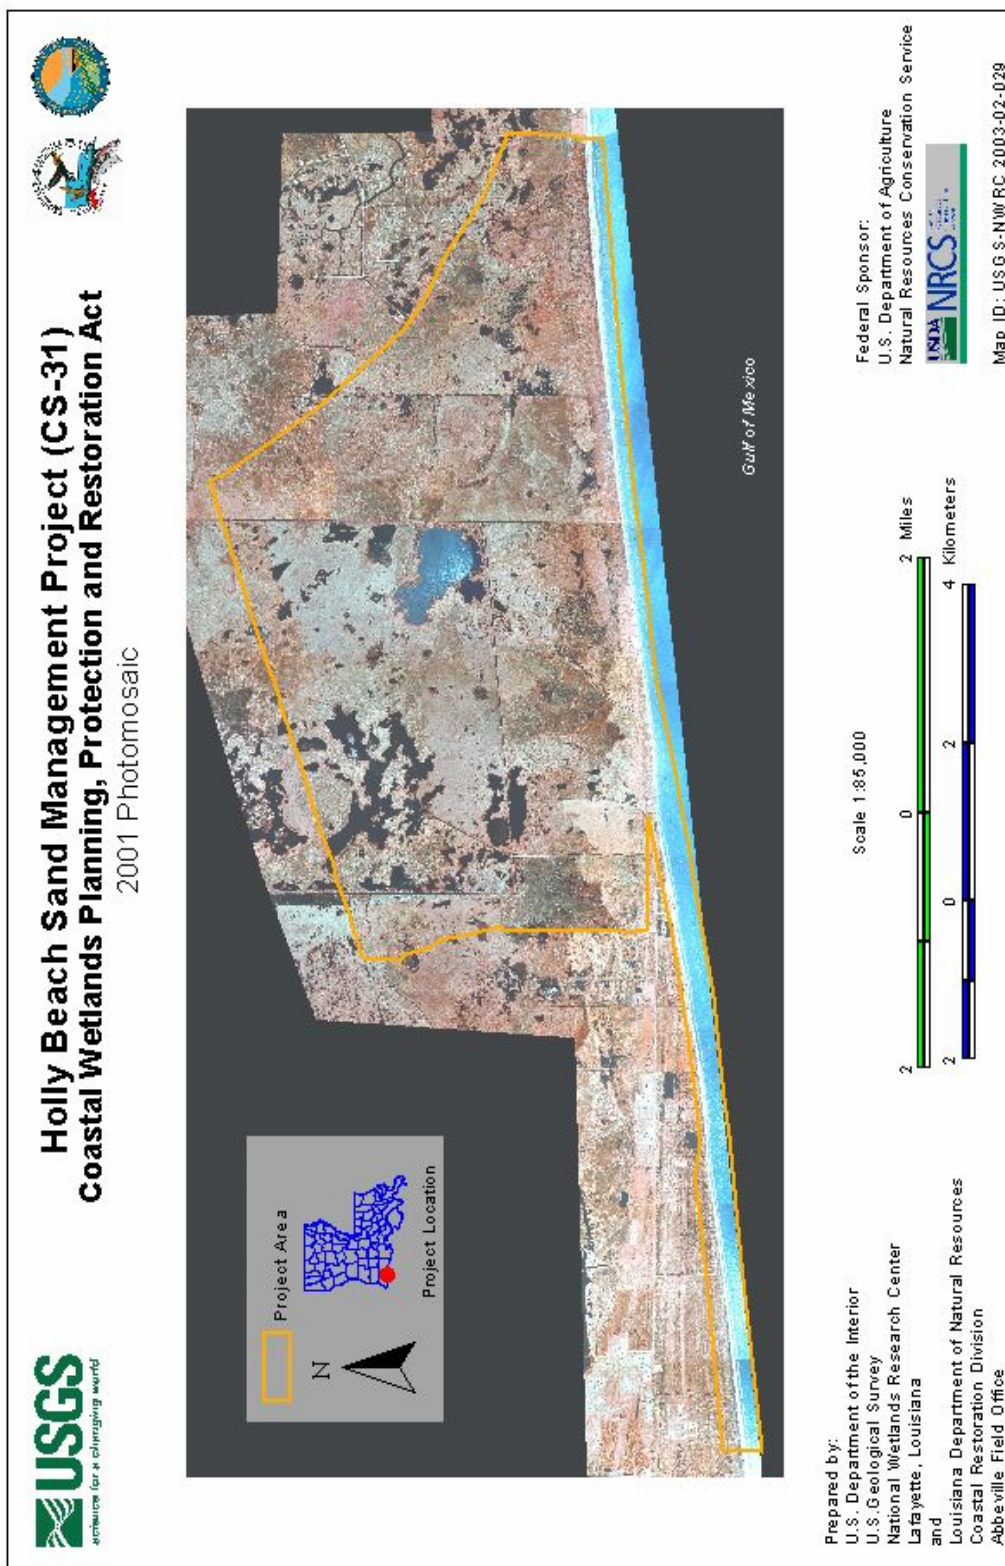 USGS
science for a changing world
Holly Beach Sand Management Project (CS-31)
Coastal Wetlands Planning, Protection and Restoration Act
2001 Photomosaic
Project Area
N
Project Location
Gulf of Mexico
Prepared by:
U.S. Department of the Interior
U.S. Geological Survey
National Wetlands Research Center
Lafayette, Louisiana
and
Louisiana Department of Natural Resources
Coastal Restoration Division
Abbeville Field Office
Scale 1:85,000
2 0 2 Miles
2 0 2 4 Kilometers
Federal Sponsor:
U.S. Department of Agriculture
Natural Resources Conservation Service
USDA NRCS
Map ID: USGS-NWRC 2003-02-029